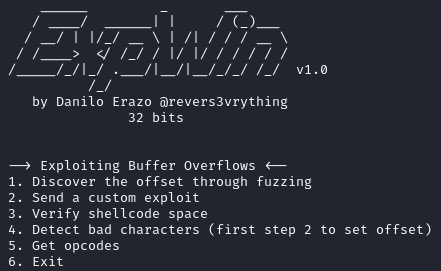 ExpWin v1.0
by Danilo Erazo @revers3vrything
32 bits
--> Exploiting Buffer Overflows <--
1. Discover the offset through fuzzing
2. Send a custom exploit
3. Verify shellcode space
4. Detect bad characters (first step 2 to set offset)
5. Get opcodes
6. Exit